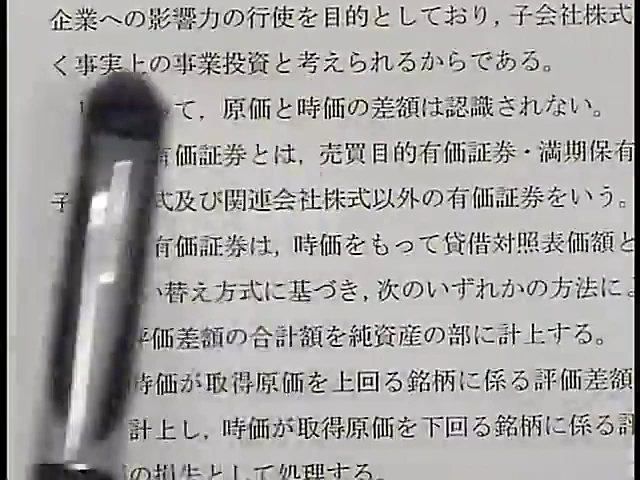 企業への影響力の行使を目的としており，子会社株式
く事実上の事業投資と考えられるからである。
て，原価と時価の差額は認識されない。
有価証券とは，売買目的有価証券・満期保有
子 式及び関連会社株式以外の有価証券をいう。
有価証券は，時価をもって貸借対照表価額と
い替え方式に基づき，次のいずれかの方法によ
評価差額の合計額を純資産の部に計上する。
時価が取得原価を上回る銘柄に係る評価差額
計上し，時価が取得原価を下回る銘柄に係る評
の損失として処理する。